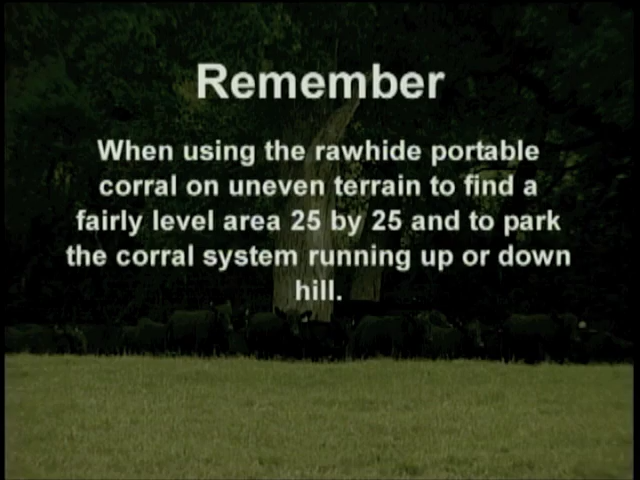 Remember
When using the rawhide portable
corral on uneven terrain to find a
fairly level area 25 by 25 and to park
the corral system running up or down
hill.